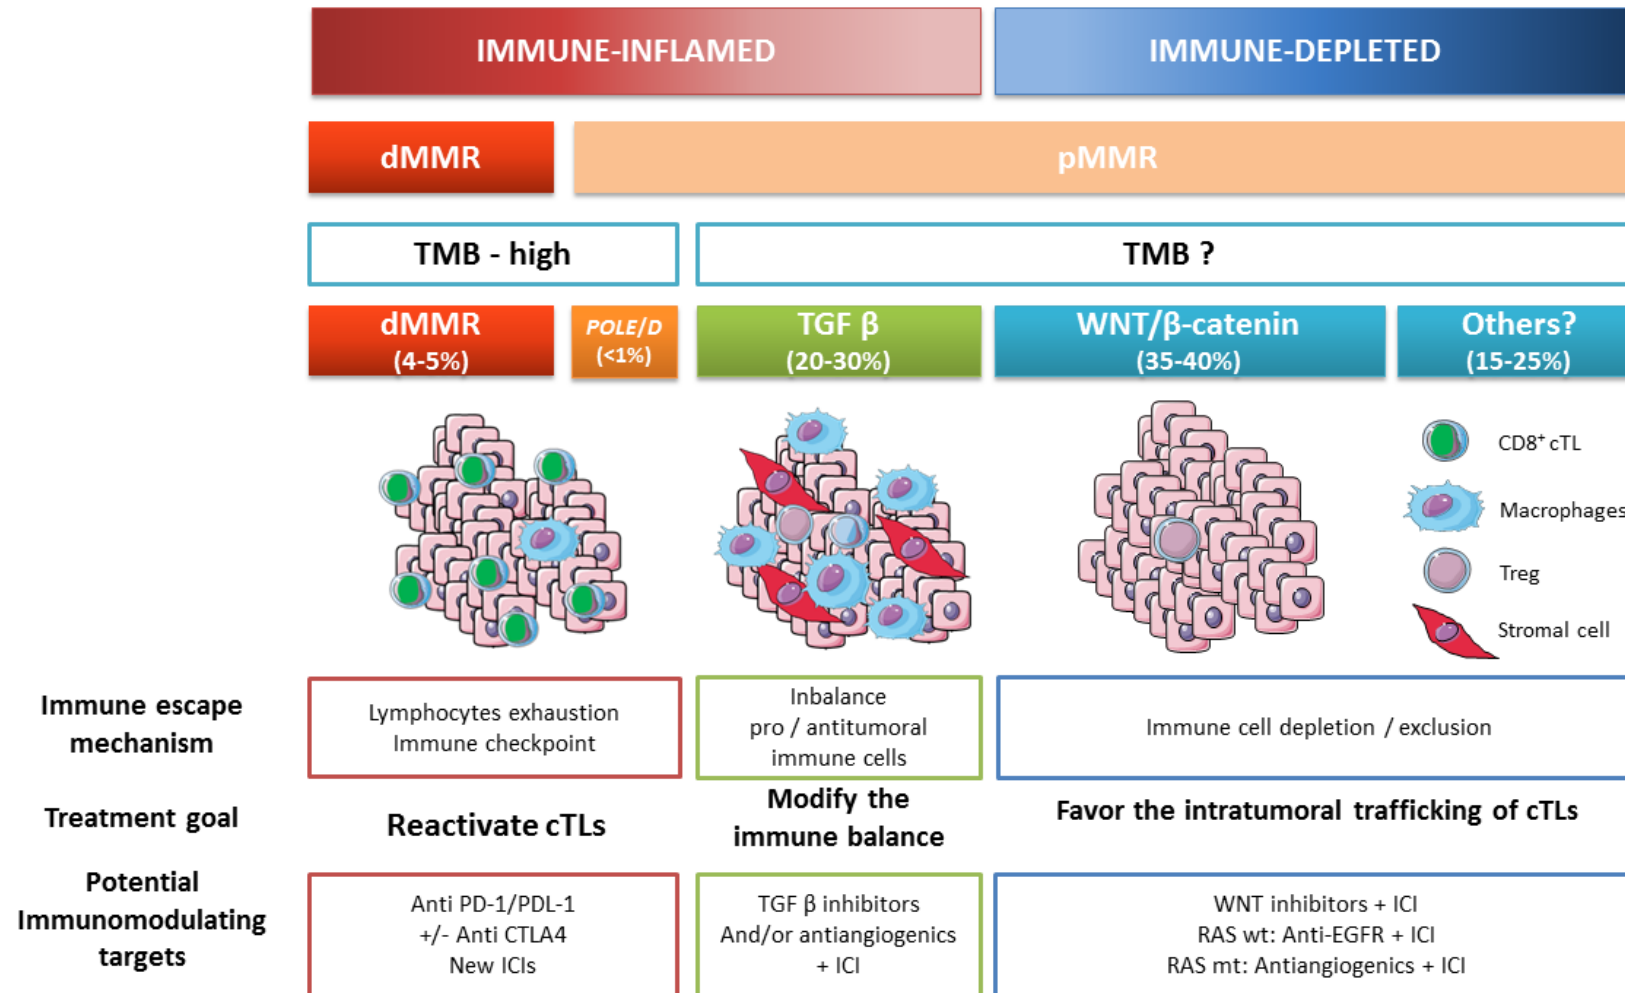 IMMUNE-INFLAMED
IMMUNE-DEPLETED
dMMR
pMMR
TMB - high
TMB ?
dMMR
(4-5%)
POLE/D
(<1%)
TGF β
(20-30%)
WNT/β-catenin
(35-40%)
Others?
(15-25%)
CD8+ cTL
Macrophages
Treg
Stromal cell
Immune escape
mechanism
Lymphocytes exhaustion
Immune checkpoint
Inbalance
pro / antitumoral
immune cells
Immune cell depletion / exclusion
Treatment goal
Reactivate cTLs
Modify the
immune balance
Favor the intratumoral trafficking of cTLs
Potential
Immunomodulating
targets
Anti PD-1/PDL-1
+/- Anti CTLA4
New ICIs
TGF β inhibitors
And/or antiangiogenics
+ ICI
WNT inhibitors + ICI
RAS wt: Anti-EGFR + ICI
RAS mt: Antiangiogenics + ICI